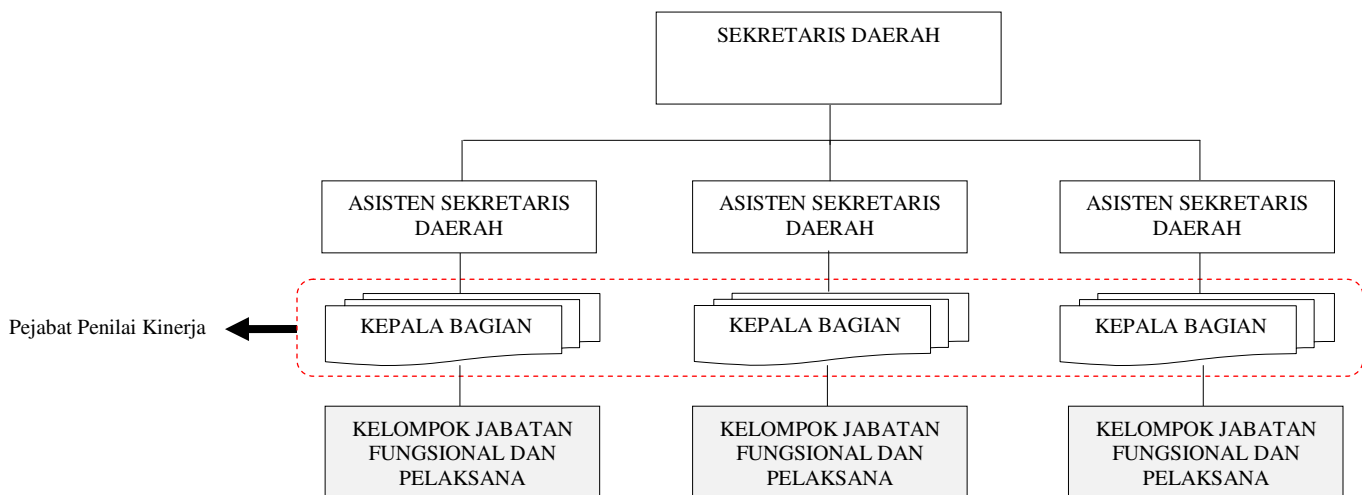 SEKRETARIS DAERAH
ASISTEN SEKRETARIS
DAERAH
ASISTEN SEKRETARIS
DAERAH
ASISTEN SEKRETARIS
DAERAH
Pejabat Penilai Kinerja
KEPALA BAGIAN
KEPALA BAGIAN
KEPALA BAGIAN
KELOMPOK JABATAN
FUNGSIONAL DAN
PELAKSANA
KELOMPOK JABATAN
FUNGSIONAL DAN
PELAKSANA
KELOMPOK JABATAN
FUNGSIONAL DAN
PELAKSANA